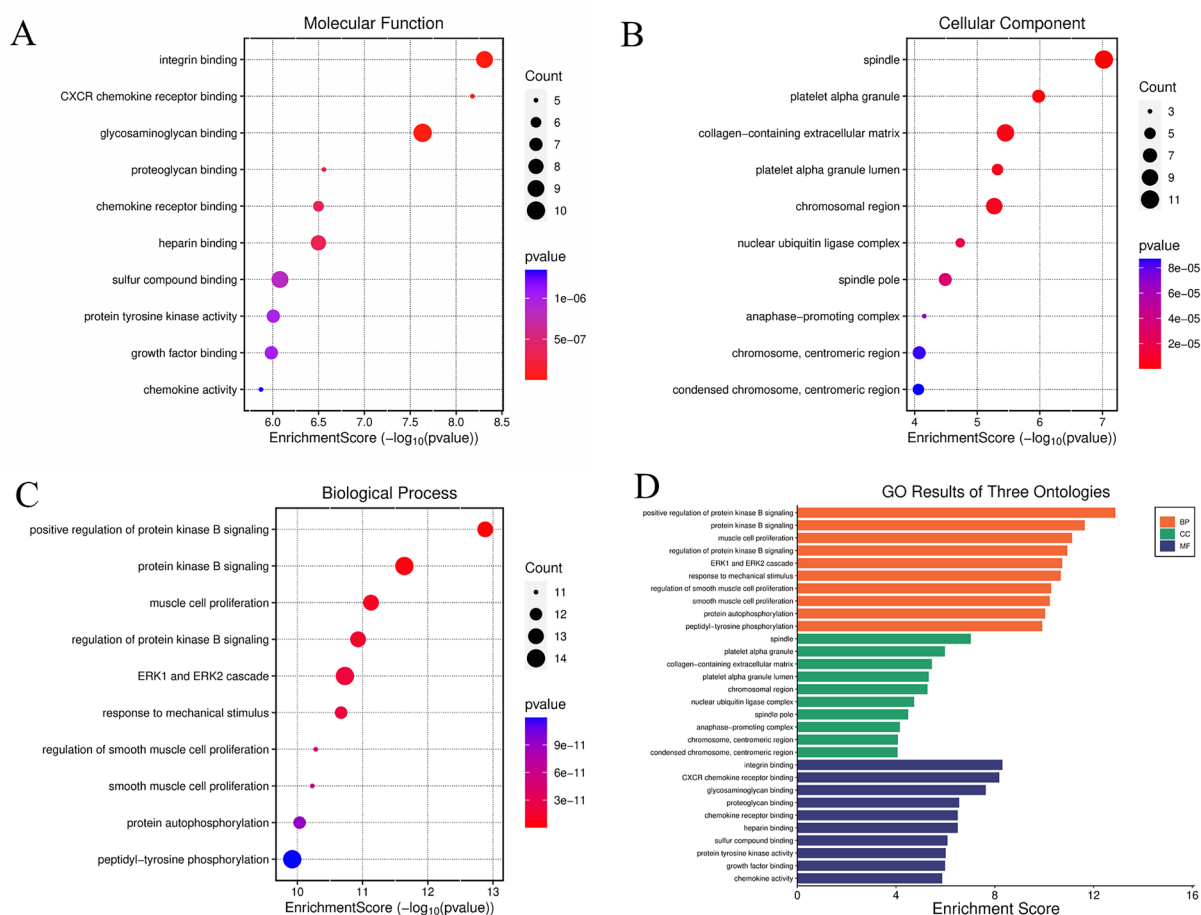 A
Molecular Function
integrin binding
CXCR chemokine receptor binding
glycosaminoglycan binding
proteoglycan binding
chemokine receptor binding
heparin binding
sulfur compound binding
protein tyrosine kinase activity
growth factor binding
chemokine activity
6.0 6.5 7.0 7.5 8.0 8.5
EnrichmentScore (−log10(pvalue))
Count
5
6
7
8
9
10
pvalue
1e−06
5e−07
B
Cellular Component
spindle
platelet alpha granule
collagen−containing extracellular matrix
platelet alpha granule lumen
chromosomal region
nuclear ubiquitin ligase complex
spindle pole
anaphase−promoting complex
chromosome, centromeric region
condensed chromosome, centromeric region
4 5 6 7
EnrichmentScore (−log10(pvalue))
Count
3
5
7
9
11
pvalue
8e−05
6e−05
4e−05
2e−05
C
Biological Process
positive regulation of protein kinase B signaling
protein kinase B signaling
muscle cell proliferation
regulation of protein kinase B signaling
ERK1 and ERK2 cascade
response to mechanical stimulus
regulation of smooth muscle cell proliferation
smooth muscle cell proliferation
protein autophosphorylation
peptidyl−tyrosine phosphorylation
10 11 12 13
EnrichmentScore (−log10(pvalue))
Count
11
12
13
14
pvalue
9e−11
6e−11
3e−11
D
GO Results of Three Ontologies
positive regulation of protein kinase B signaling
protein kinase B signaling
muscle cell proliferation
regulation of protein kinase B signaling
ERK1 and ERK2 cascade
response to mechanical stimulus
regulation of smooth muscle cell proliferation
smooth muscle cell proliferation
protein autophosphorylation
peptidyl−tyrosine phosphorylation
spindle
platelet alpha granule
collagen−containing extracellular matrix
platelet alpha granule lumen
chromosomal region
nuclear ubiquitin ligase complex
spindle pole
anaphase−promoting complex
chromosome, centromeric region
condensed chromosome, centromeric region
integrin binding
CXCR chemokine receptor binding
glycosaminoglycan binding
proteoglycan binding
chemokine receptor binding
heparin binding
sulfur compound binding
protein tyrosine kinase activity
growth factor binding
chemokine activity
0 4 8 12 16
Enrichment Score
BP
CC
MF